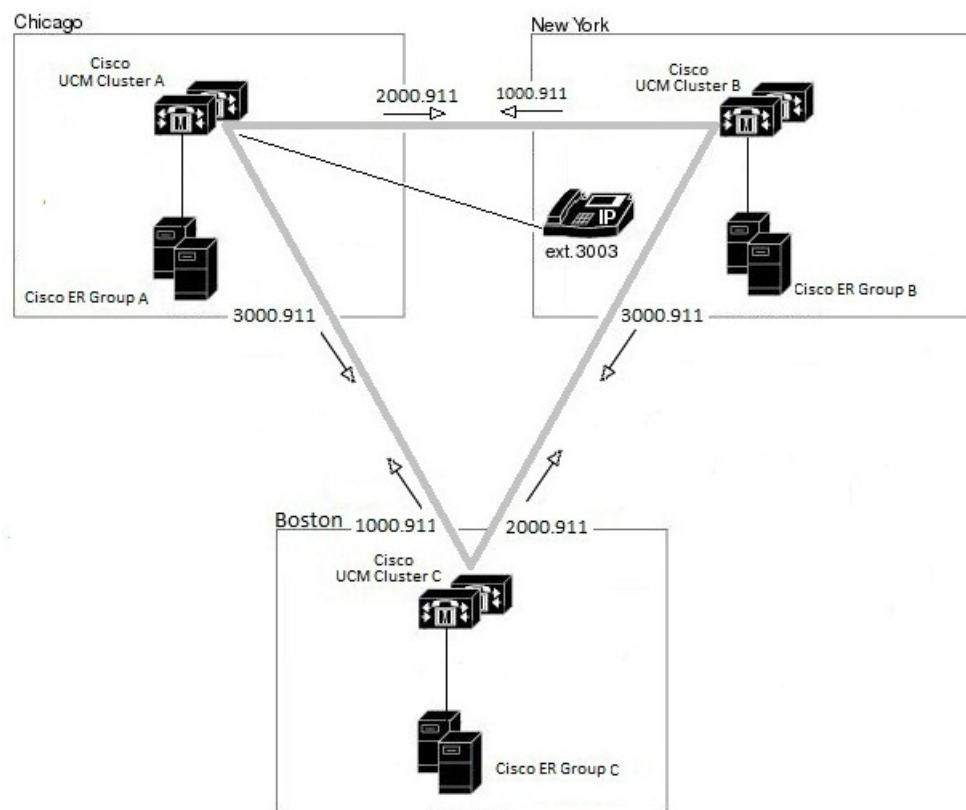 Chicago
Cisco
UCM Cluster A
M
Cisco ER Group A
2000.911
1000.911
New York
Cisco
UCM Cluster B
M
IP
ext.3003
Cisco ER Group B
3000.911
3000.911
Boston
1000.911
2000.911
Cisco
UCM Cluster C
M
Cisco ER Group C